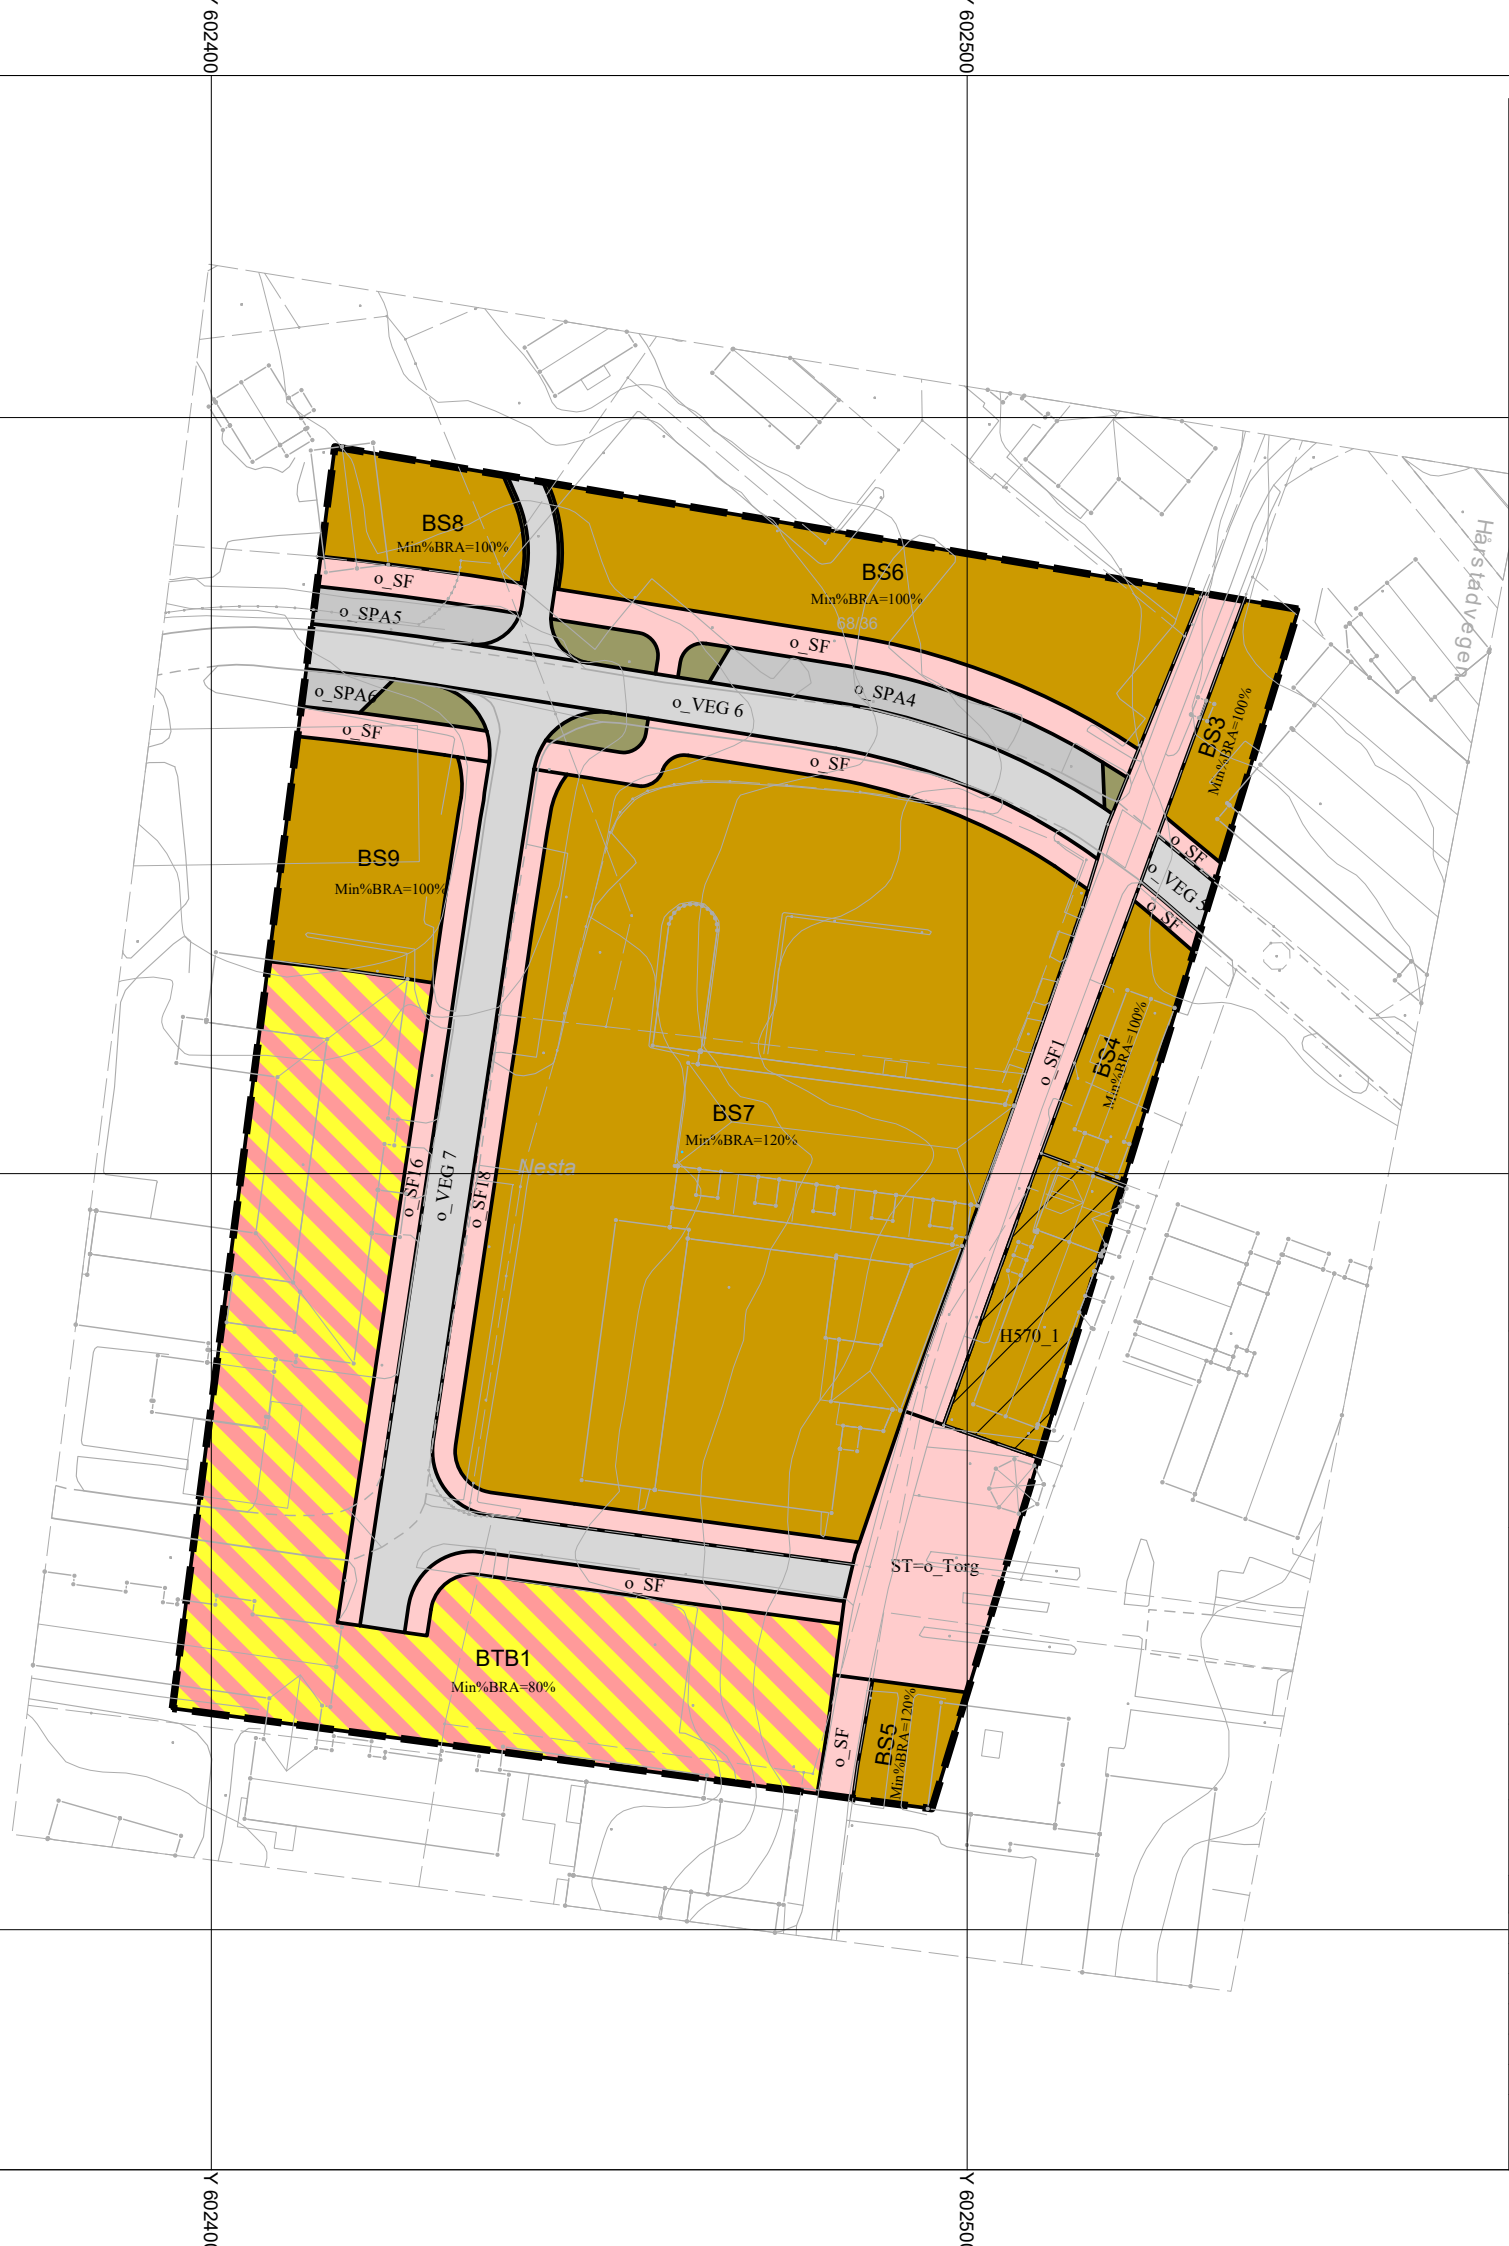 Y 602400
Y 602500
Hårstadvegen
BS8
Min%BRA=100%
o_SF
o_SPA5
BS6
Min%BRA=100%
68/36
o_SF
o_SPA4
o_SPA6
o_VEG 6
o_SF
o_SF
BS3
Min%BRA=100%
o_SF
o_VEG 5
o_SF
BS9
Min%BRA=100%
BS4
Min%BRA=100%
o_SF1
BS7
Min%BRA=120%
Nesta
o_SF16
o_VEG 7
o_SF18
H570_1
ST=o_Torg
o_SF
BTB1
Min%BRA=80%
o_SF
BS5
Min%BRA=120%
Y 602400
Y 602500